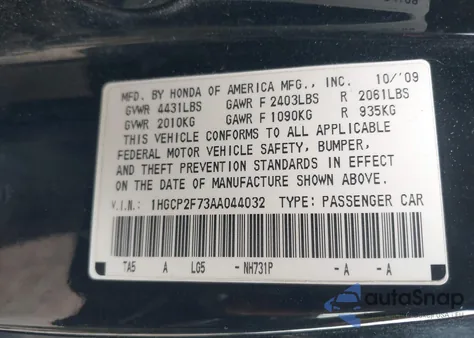 MFD. BY HONDA OF AMERICA MFG., INC. 10/'09
GVWR 4431LBS GAWR F 2403LBS R 2061LBS
GVWR 2010KG GAWR F 1090KG R 935KG
THIS VEHICLE CONFORMS TO ALL APPLICABLE
FEDERAL MOTOR VEHICLE SAFETY, BUMPER,
AND THEFT PREVENTION STANDARDS IN EFFECT
ON THE DATE OF MANUFACTURE SHOWN ABOVE.
V.I.N: 1HGCP2F73AA044032 TYPE: PASSENGER CAR
TA5 A LG5 -NH731P -A -A
autoSnap